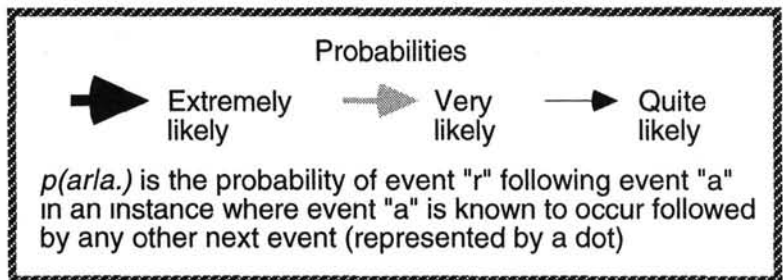 Probabilities
Extremely
likely
Very
likely
Quite
likely
p(arla.) is the probability of event "r" following event "a"
in an instance where event "a" is known to occur followed
by any other next event (represented by a dot)